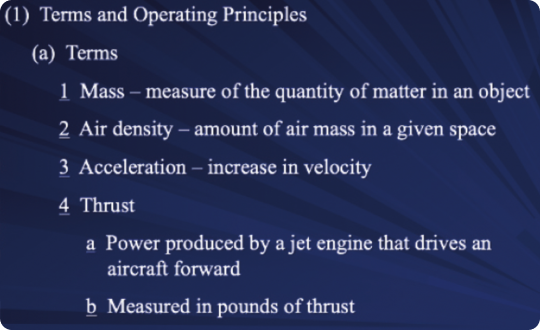 (1) Terms and Operating Principles
(a) Terms
1 Mass – measure of the quantity of matter in an object
2 Air density – amount of air mass in a given space
3 Acceleration – increase in velocity
4 Thrust
a Power produced by a jet engine that drives an
aircraft forward
b Measured in pounds of thrust